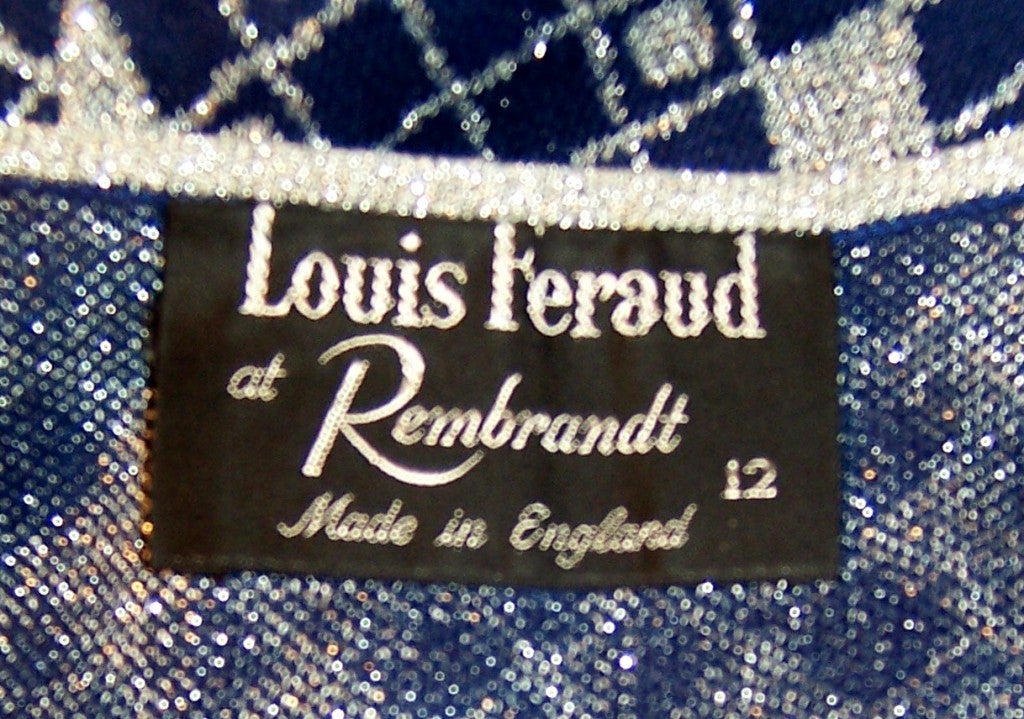 Louis Feraud
at Rembrandt
12
Made in England